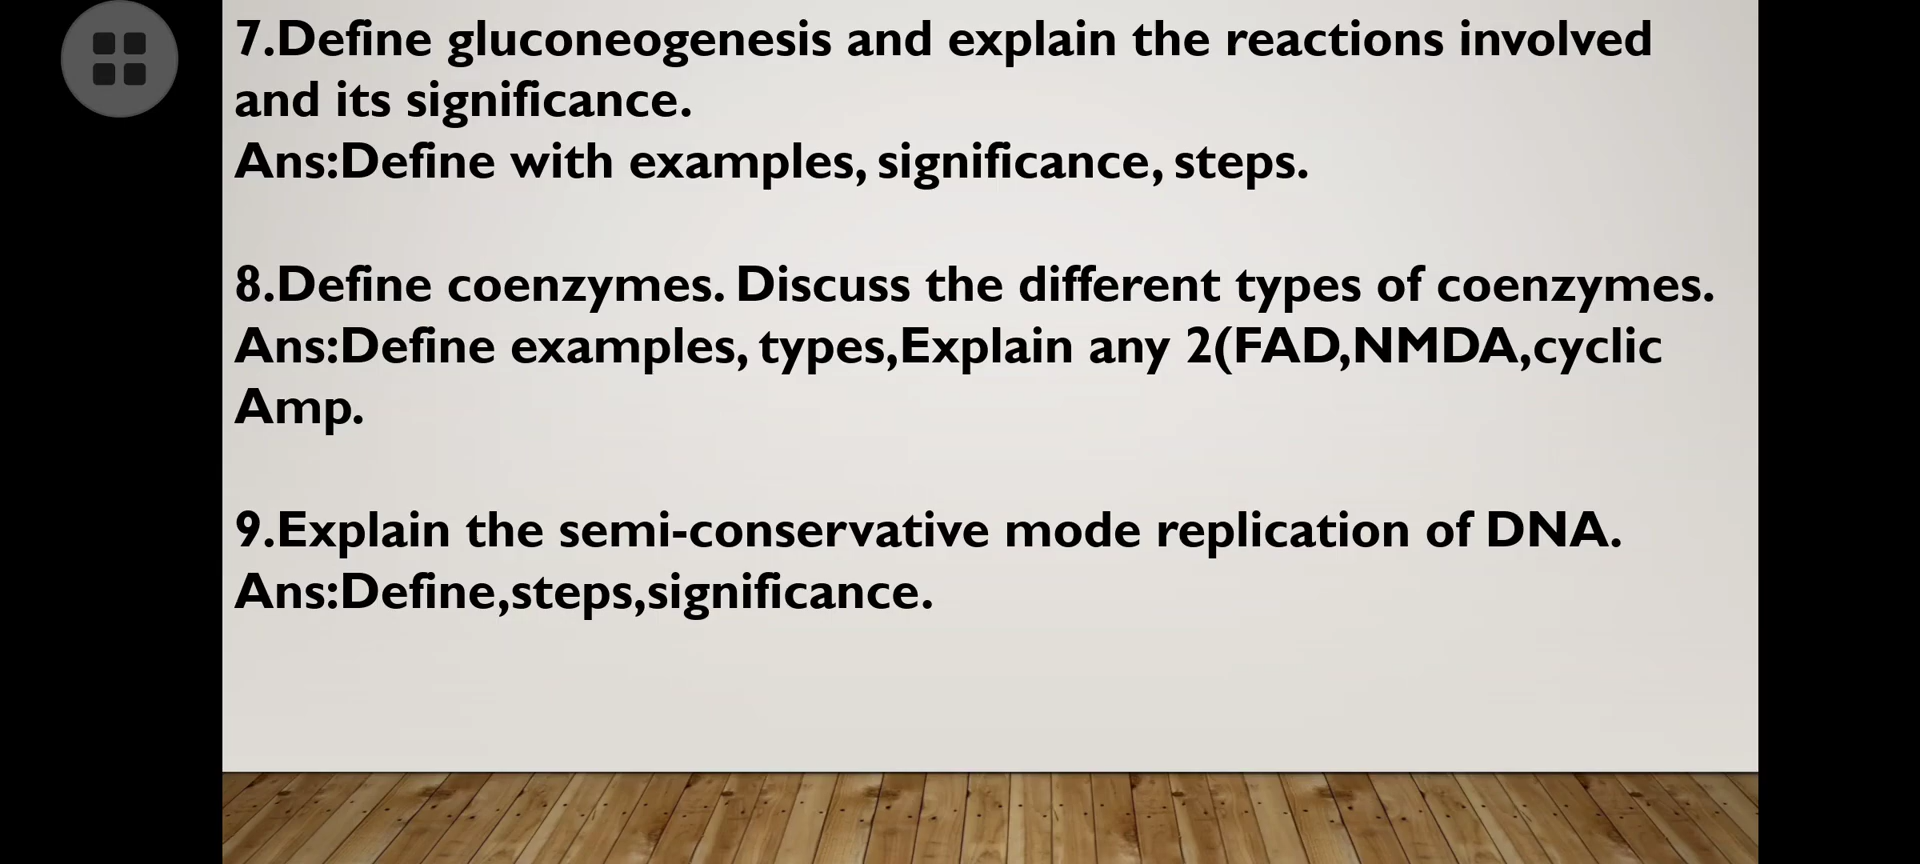 7.Define gluconeogenesis and explain the reactions involved
and its significance.
Ans:Define with examples, significance, steps.
8.Define coenzymes. Discuss the different types of coenzymes.
Ans:Define examples, types,Explain any 2(FAD,NMDA,cyclic
Amp.
9.Explain the semi-conservative mode replication of DNA.
Ans:Define,steps,significance.